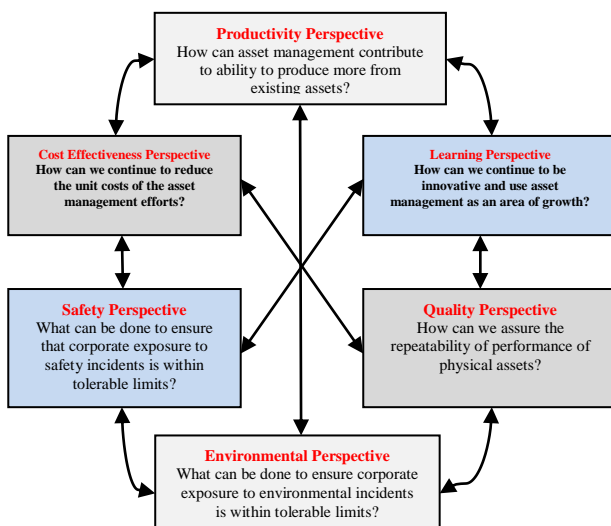 Productivity Perspective
How can asset management contribute
to ability to produce more from
existing assets?
Cost Effectiveness Perspective
How can we continue to reduce
the unit costs of the asset
management efforts?
Learning Perspective
How can we continue to be
innovative and use asset
management as an area of growth?
Safety Perspective
What can be done to ensure
that corporate exposure to
safety incidents is within
tolerable limits?
Quality Perspective
How can we assure the
repeatability of performance of
physical assets?
Environmental Perspective
What can be done to ensure corporate
exposure to environmental incidents
is within tolerable limits?